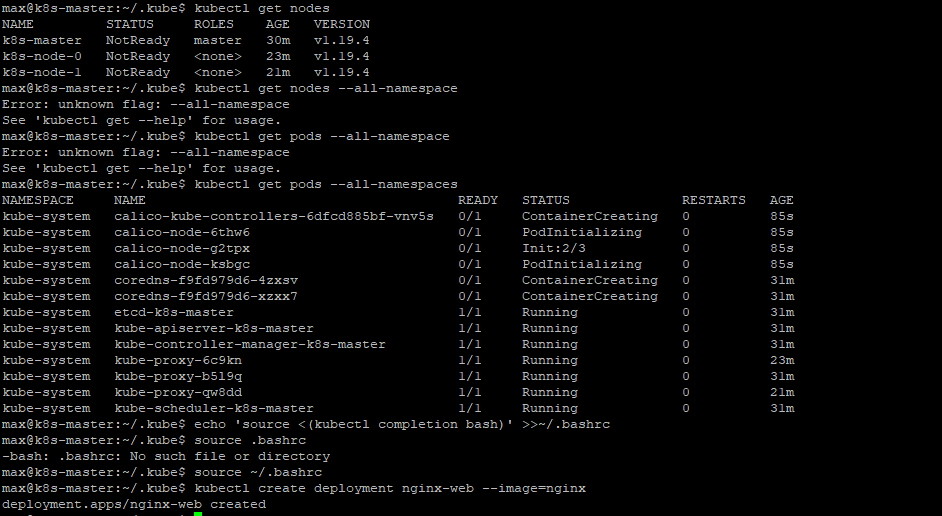 max@k8s-master:~/.kube$ kubectl get nodes
NAME STATUS ROLES AGE VERSION
k8s-master NotReady master 30m v1.19.4
k8s-node-0 NotReady <none> 23m v1.19.4
k8s-node-1 NotReady <none> 21m v1.19.4
max@k8s-master:~/.kube$ kubectl get nodes --all-namespace
Error: unknown flag: --all-namespace
See 'kubectl get --help' for usage.
max@k8s-master:~/.kube$ kubectl get pods --all-namespace
Error: unknown flag: --all-namespace
See 'kubectl get --help' for usage.
max@k8s-master:~/.kube$ kubectl get pods --all-namespaces
NAMESPACE NAME READY STATUS RESTARTS AGE
kube-system calico-kube-controllers-6dfcd885bf-vnv5s 0/1 ContainerCreating 0 85s
kube-system calico-node-6thw6 0/1 PodInitializing 0 85s
kube-system calico-node-g2tpx 0/1 Init:2/3 0 85s
kube-system calico-node-ksbgc 0/1 PodInitializing 0 85s
kube-system coredns-f9fd979d6-4zxsv 0/1 ContainerCreating 0 31m
kube-system coredns-f9fd979d6-xzxx7 0/1 ContainerCreating 0 31m
kube-system etcd-k8s-master 1/1 Running 0 31m
kube-system kube-apiserver-k8s-master 1/1 Running 0 31m
kube-system kube-controller-manager-k8s-master 1/1 Running 0 31m
kube-system kube-proxy-6c9kn 1/1 Running 0 23m
kube-system kube-proxy-b5l9q 1/1 Running 0 31m
kube-system kube-proxy-qw8dd 1/1 Running 0 21m
kube-system kube-scheduler-k8s-master 1/1 Running 0 31m
max@k8s-master:~/.kube$ echo 'source <(kubectl completion bash)' >>~/.bashrc
max@k8s-master:~/.kube$ source .bashrc
-bash: .bashrc: No such file or directory
max@k8s-master:~/.kube$ source ~/.bashrc
max@k8s-master:~/.kube$ kubectl create deployment nginx-web --image=nginx
deployment.apps/nginx-web created